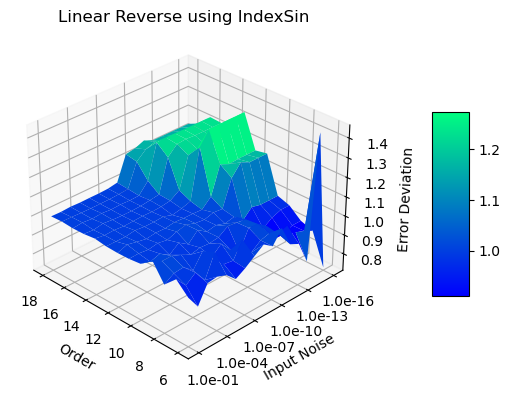 Linear Reverse using IndexSin
1.4
1.3
1.2
1.1
1.0
0.9
0.8
Error Deviation
1.2
1.1
1.0
18
16
14
12
10
8
6
Order
1.0e-16
1.0e-13
1.0e-10
1.0e-07
1.0e-04
1.0e-01
Input Noise